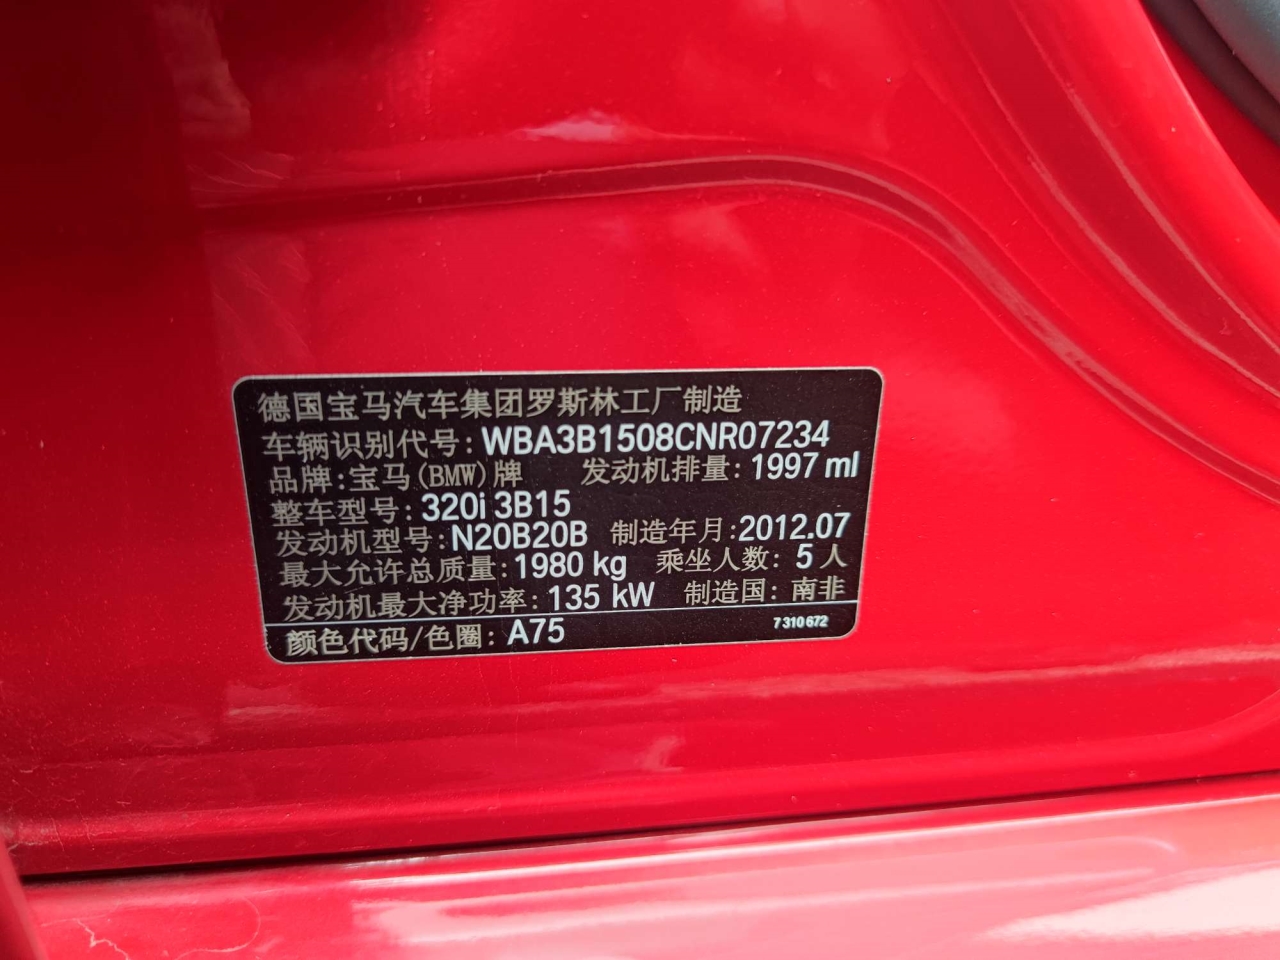 德国宝马汽车集团罗斯林工厂制造
车辆识别代号: WBA3B1508CNR07234
品牌:宝马(BMW)牌 发动机排量: 1997 ml
整车型号: 320i 3B15
发动机型号: N20B20B 制造年月:2012.07
最大允许总质量: 1980 kg 乘坐人数: 5 人
发动机最大净功率: 135 kW 制造国: 南非
颜色代码/色圈: A75 7 310 672